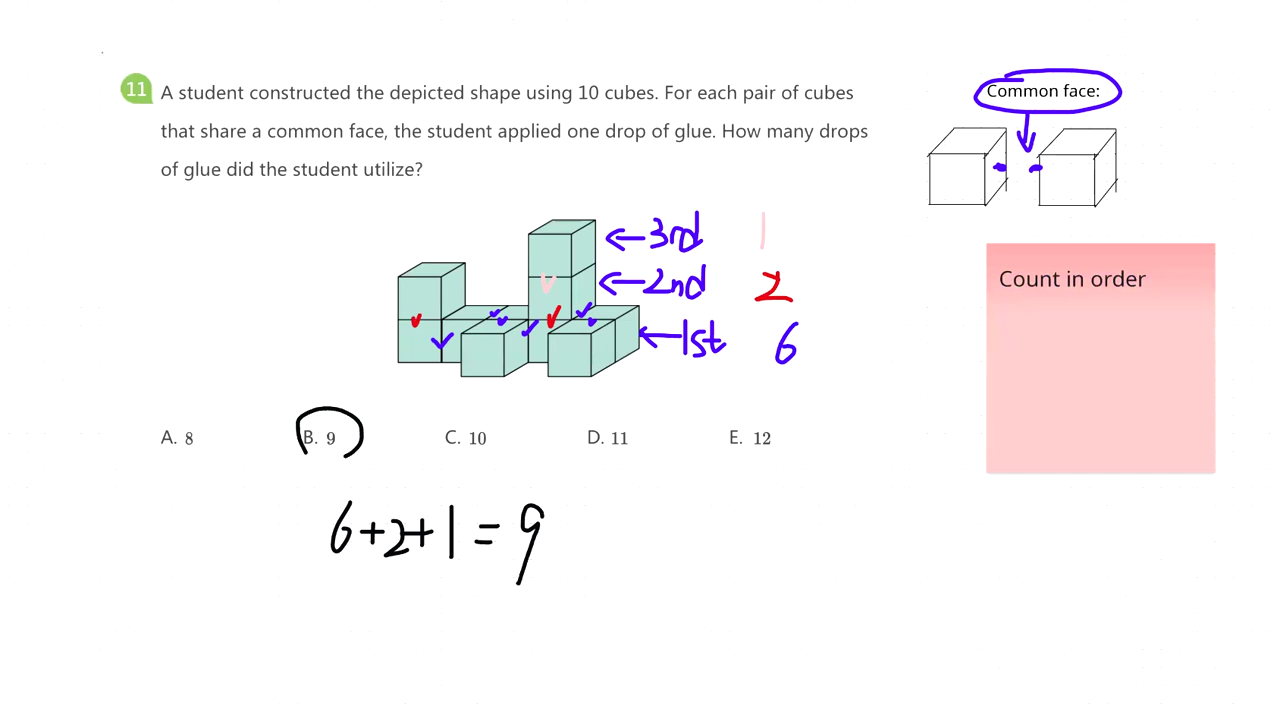 11 A student constructed the depicted shape using 10 cubes. For each pair of cubes
that share a common face, the student applied one drop of glue. How many drops
of glue did the student utilize?
Common face:
Count in order
←3rd 1
←2nd 2
←1st 6
A. 8 B. 9 C. 10 D. 11 E. 12
6+2+1=9